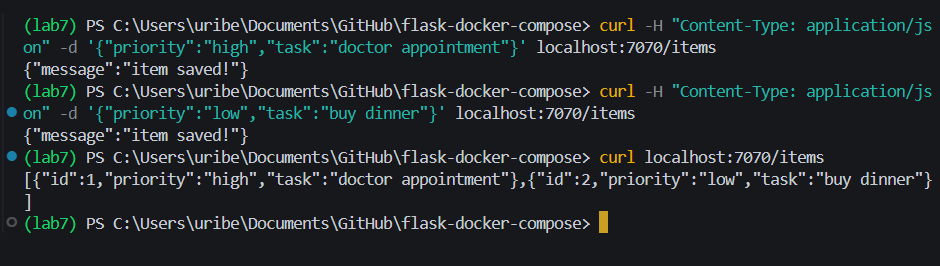 (lab7) PS C:\Users\uribe\Documents\GitHub\flask-docker-compose> curl -H "Content-Type: application/js
on" -d '{"priority":"high","task":"doctor appointment"}' localhost:7070/items
{"message":"item saved!"}
(lab7) PS C:\Users\uribe\Documents\GitHub\flask-docker-compose> curl -H "Content-Type: application/js
on" -d '{"priority":"low","task":"buy dinner"}' localhost:7070/items
{"message":"item saved!"}
(lab7) PS C:\Users\uribe\Documents\GitHub\flask-docker-compose> curl localhost:7070/items
[{"id":1,"priority":"high","task":"doctor appointment"},{"id":2,"priority":"low","task":"buy dinner"}
]
(lab7) PS C:\Users\uribe\Documents\GitHub\flask-docker-compose>